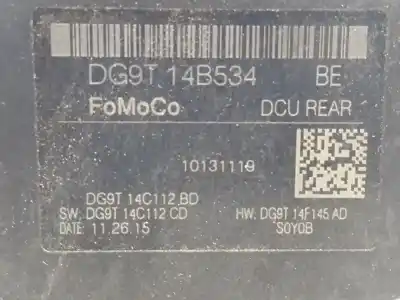 DG9T 14B534 BE
FoMoCo DCU REAR
10131119
DG9T 14C112 BD
SW: DG9T 14C112 CD HW: DG9T 14F145 AD
DATE: 11.26.15 S0Y0B